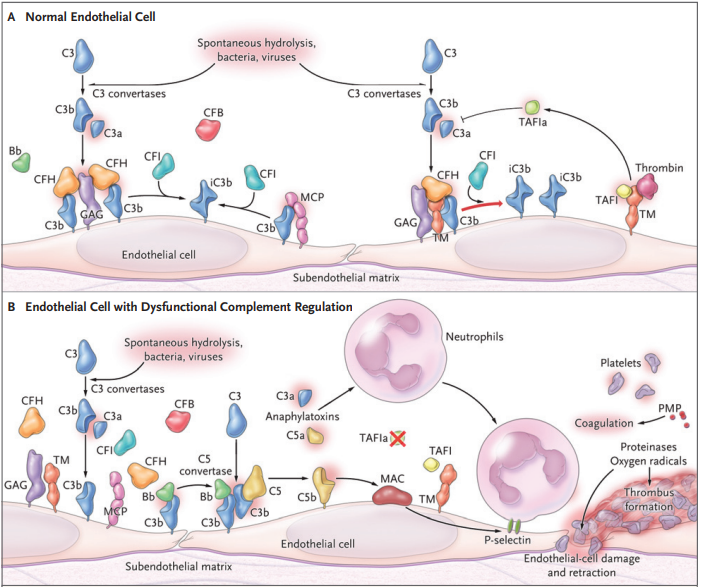 A Normal Endothelial Cell
C3
Spontaneous hydrolysis,
bacteria, viruses
C3
C3 convertases
C3 convertases
C3b
C3a
CFB
C3b
C3a
TAFIa
Bb
CFH
CFH
CFI
iC3b
CFI
MCP
CFH
CFI
iC3b
iC3b
Thrombin
TAFI
TM
GAG
C3b
C3b
C3b
GAG
TM
C3b
Endothelial cell
Subendothelial matrix
B Endothelial Cell with Dysfunctional Complement Regulation
C3
Spontaneous hydrolysis,
bacteria, viruses
C3 convertases
Neutrophils
Platelets
PMP
Coagulation
CFH
C3b
C3a
CFI
CFB
C3
C3a
Anaphylatoxins
C5a
TAFIa
TAFI
Proteinases
Oxygen radicals
Thrombus
formation
GAG
TM
C3b
MCP
CFH
Bb
C3b
C5
convertase
Bb
C5
C3b
C3b
C5b
MAC
TM
P-selectin
Endothelial cell
Endothelial-cell damage
and retraction
Subendothelial matrix